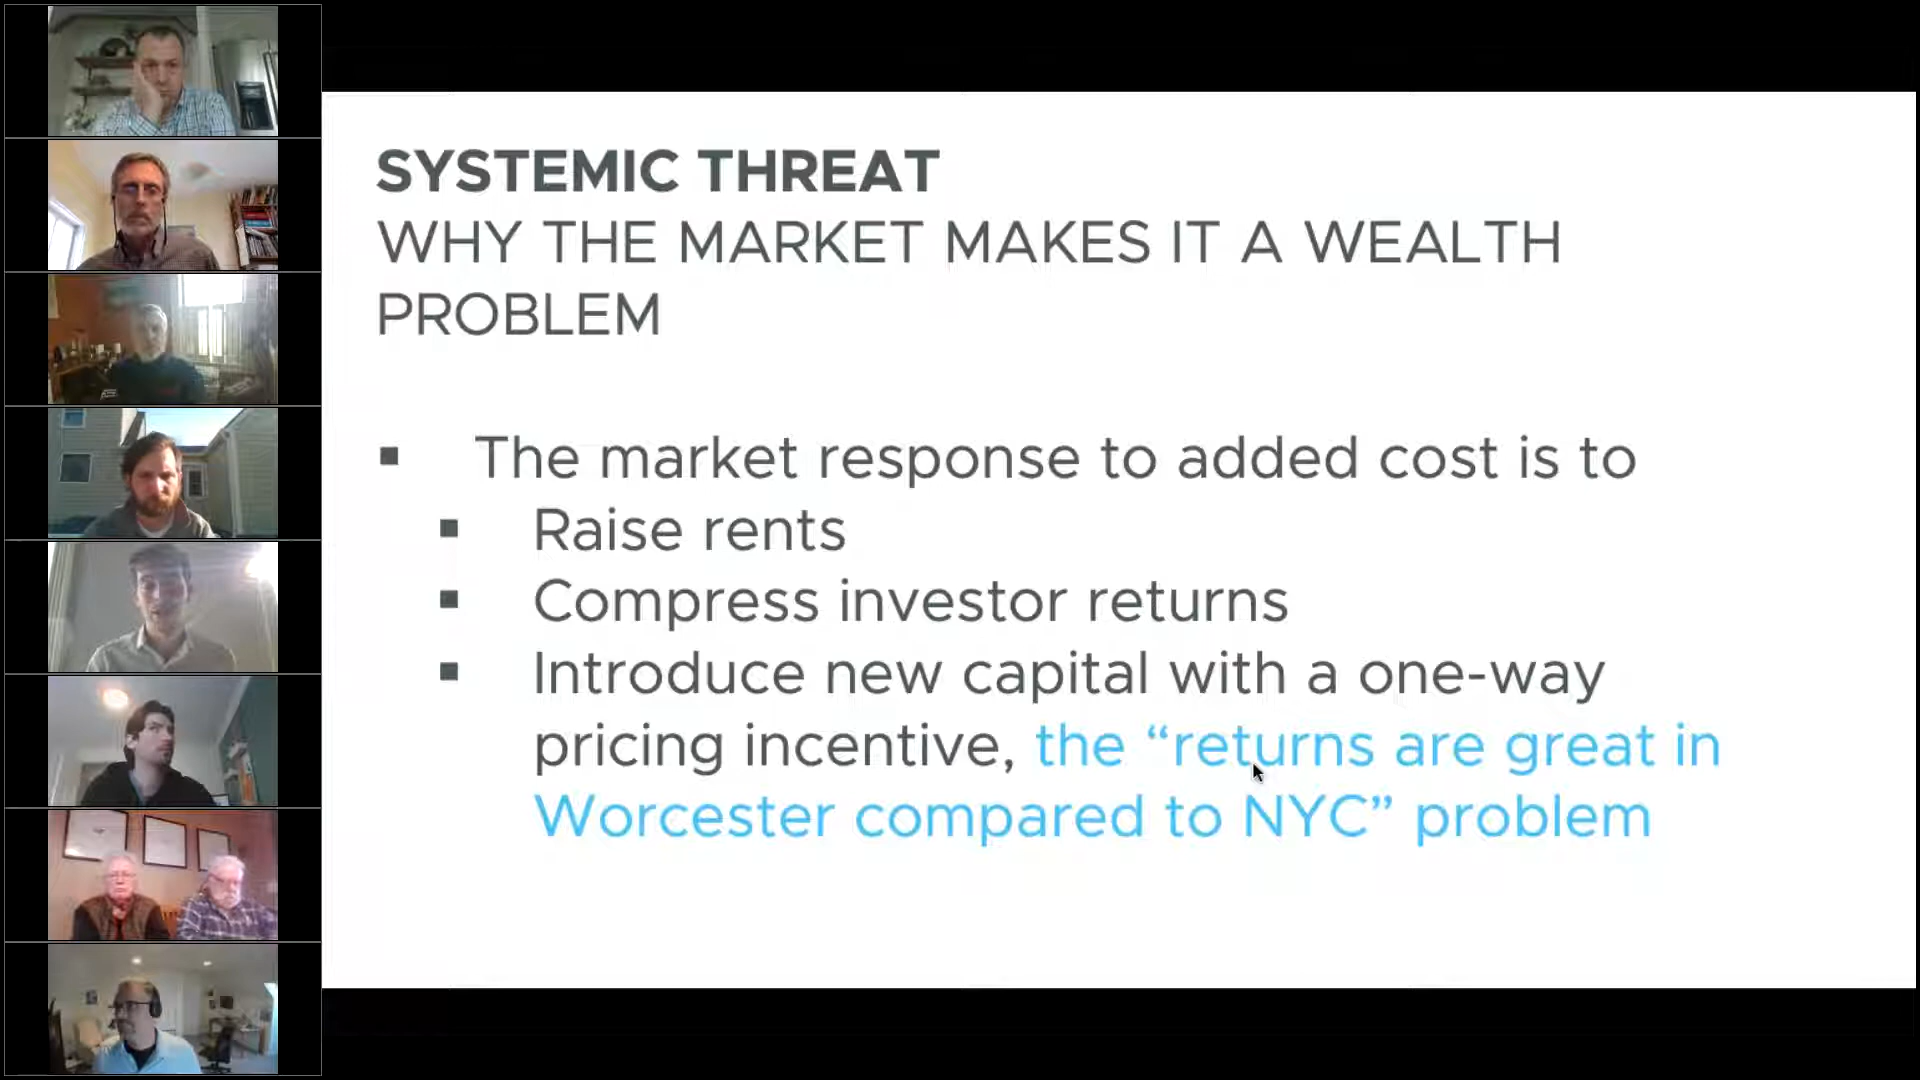 SYSTEMIC THREAT
WHY THE MARKET MAKES IT A WEALTH
PROBLEM
▪ The market response to added cost is to
▪ Raise rents
▪ Compress investor returns
▪ Introduce new capital with a one-way
pricing incentive, the “returns are great in
Worcester compared to NYC” problem